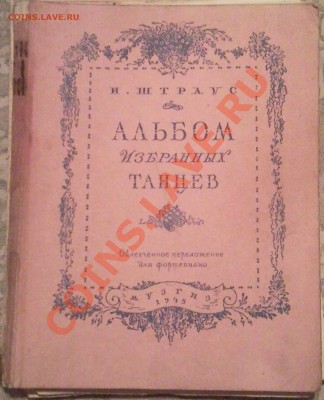 COINS.LAVE.RU
И. ШТРАУС
АЛЬБОМ
ИЗБРАННЫХ
ТАНЦЕВ
Облегченное переложение
для фортепиано
МУЗГИЗ
COINS.LAVE.RU